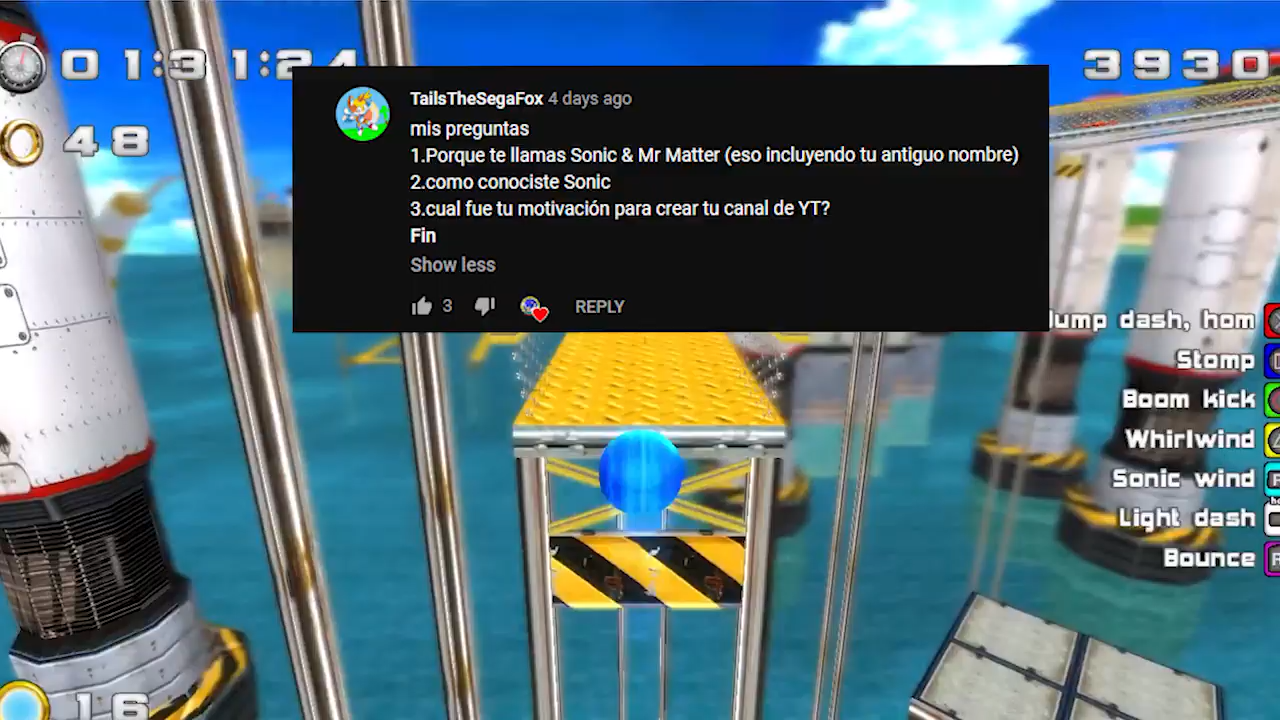 0 1:31:24
3930
48
TailsTheSegaFox 4 days ago
mis preguntas
1.Porque te llamas Sonic & Mr Matter (eso incluyendo tu antiguo nombre)
2.como conociste Sonic
3.cual fue tu motivación para crear tu canal de YT?
Fin
Show less
3 REPLY
Jump dash, hom
Stomp
Boom kick
Whirlwind
Sonic wind
Light dash
Bounce
16